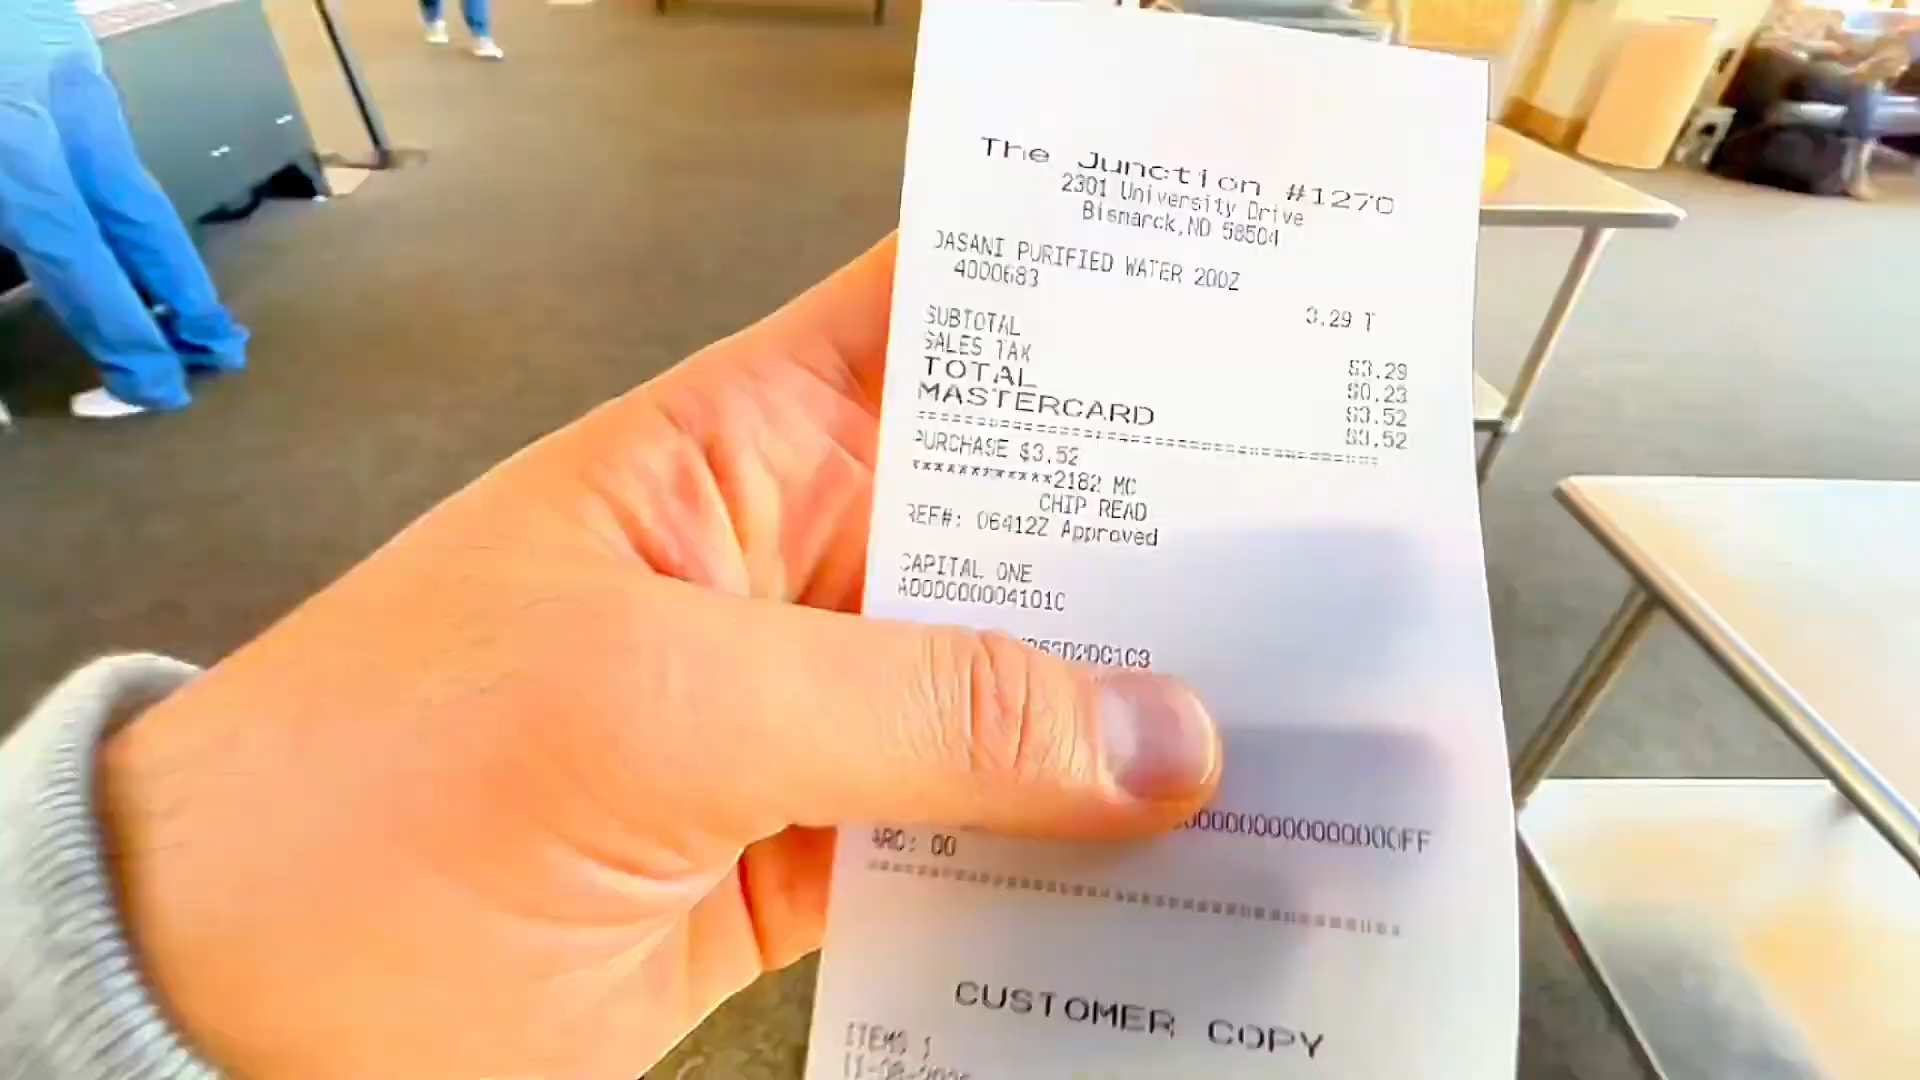 The Junction #1270
2301 University Drive
Bismarck, ND 58504
DASANI PURIFIED WATER 20OZ
4000683
3.29 T
SUBTOTAL $3.29
SALES TAX $0.23
TOTAL $3.52
MASTERCARD $3.52
PURCHASE $3.52
************2182 MC
CHIP READ
REF#: 06412Z Approved
CAPITAL ONE
A0000000041010
ARC: 00
CUSTOMER COPY
ITEMS 1